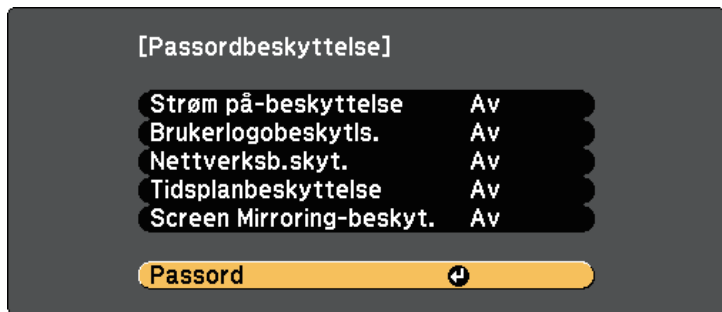 [Passordbeskyttelse]
Strøm på-beskyttelse Av
Brukerlogobeskytls. Av
Nettverksb.skyt. Av
Tidsplanbeskyttelse Av
Screen Mirroring-beskyt. Av
Passord